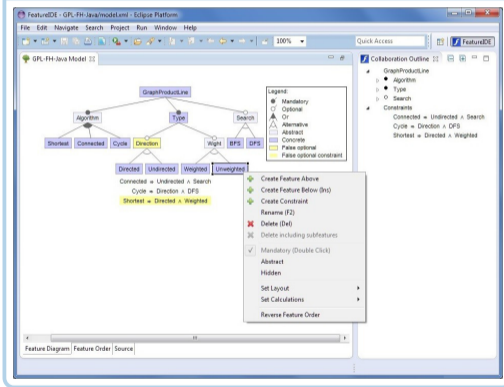 FeatureIDE - GPL-FH-Java/model.xml - Eclipse Platform
File Edit Navigate Search Project Run Window Help
100%
Quick Access
FeatureIDE
GPL-FH-Java Model
GraphProductLine
Algorithm Type Search
Shortest Connected Cycle Direction Wght BFS DFS
Directed Undirected Weighted Unweighted
Connected ⇒ Undirected ∧ Search
Cycle ⇒ Direction ∧ DFS
Shortest ⇒ Directed ∧ Weighted
Legend:
Mandatory
Optional
Or
Alternative
Abstract
Concrete
False optional
False optional constraint
Create Feature Above
Create Feature Below (Ins)
Create Constraint
Rename (F2)
Delete (Del)
Delete including subfeatures
Mandatory (Double Click)
Abstract
Hidden
Set Layout
Set Calculations
Reverse Feature Order
Feature Diagram Feature Order Source
Collaboration Outline
GraphProductLine
Algorithm
Type
Search
Constraints
Connected ⇒ Undirected ∧ Search
Cycle ⇒ Direction ∧ DFS
Shortest ⇒ Directed ∧ Weighted